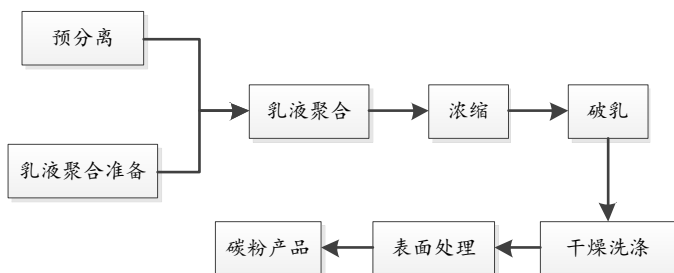 预分离
乳液聚合准备
乳液聚合
浓缩
破乳
干燥洗涤
表面处理
碳粉产品